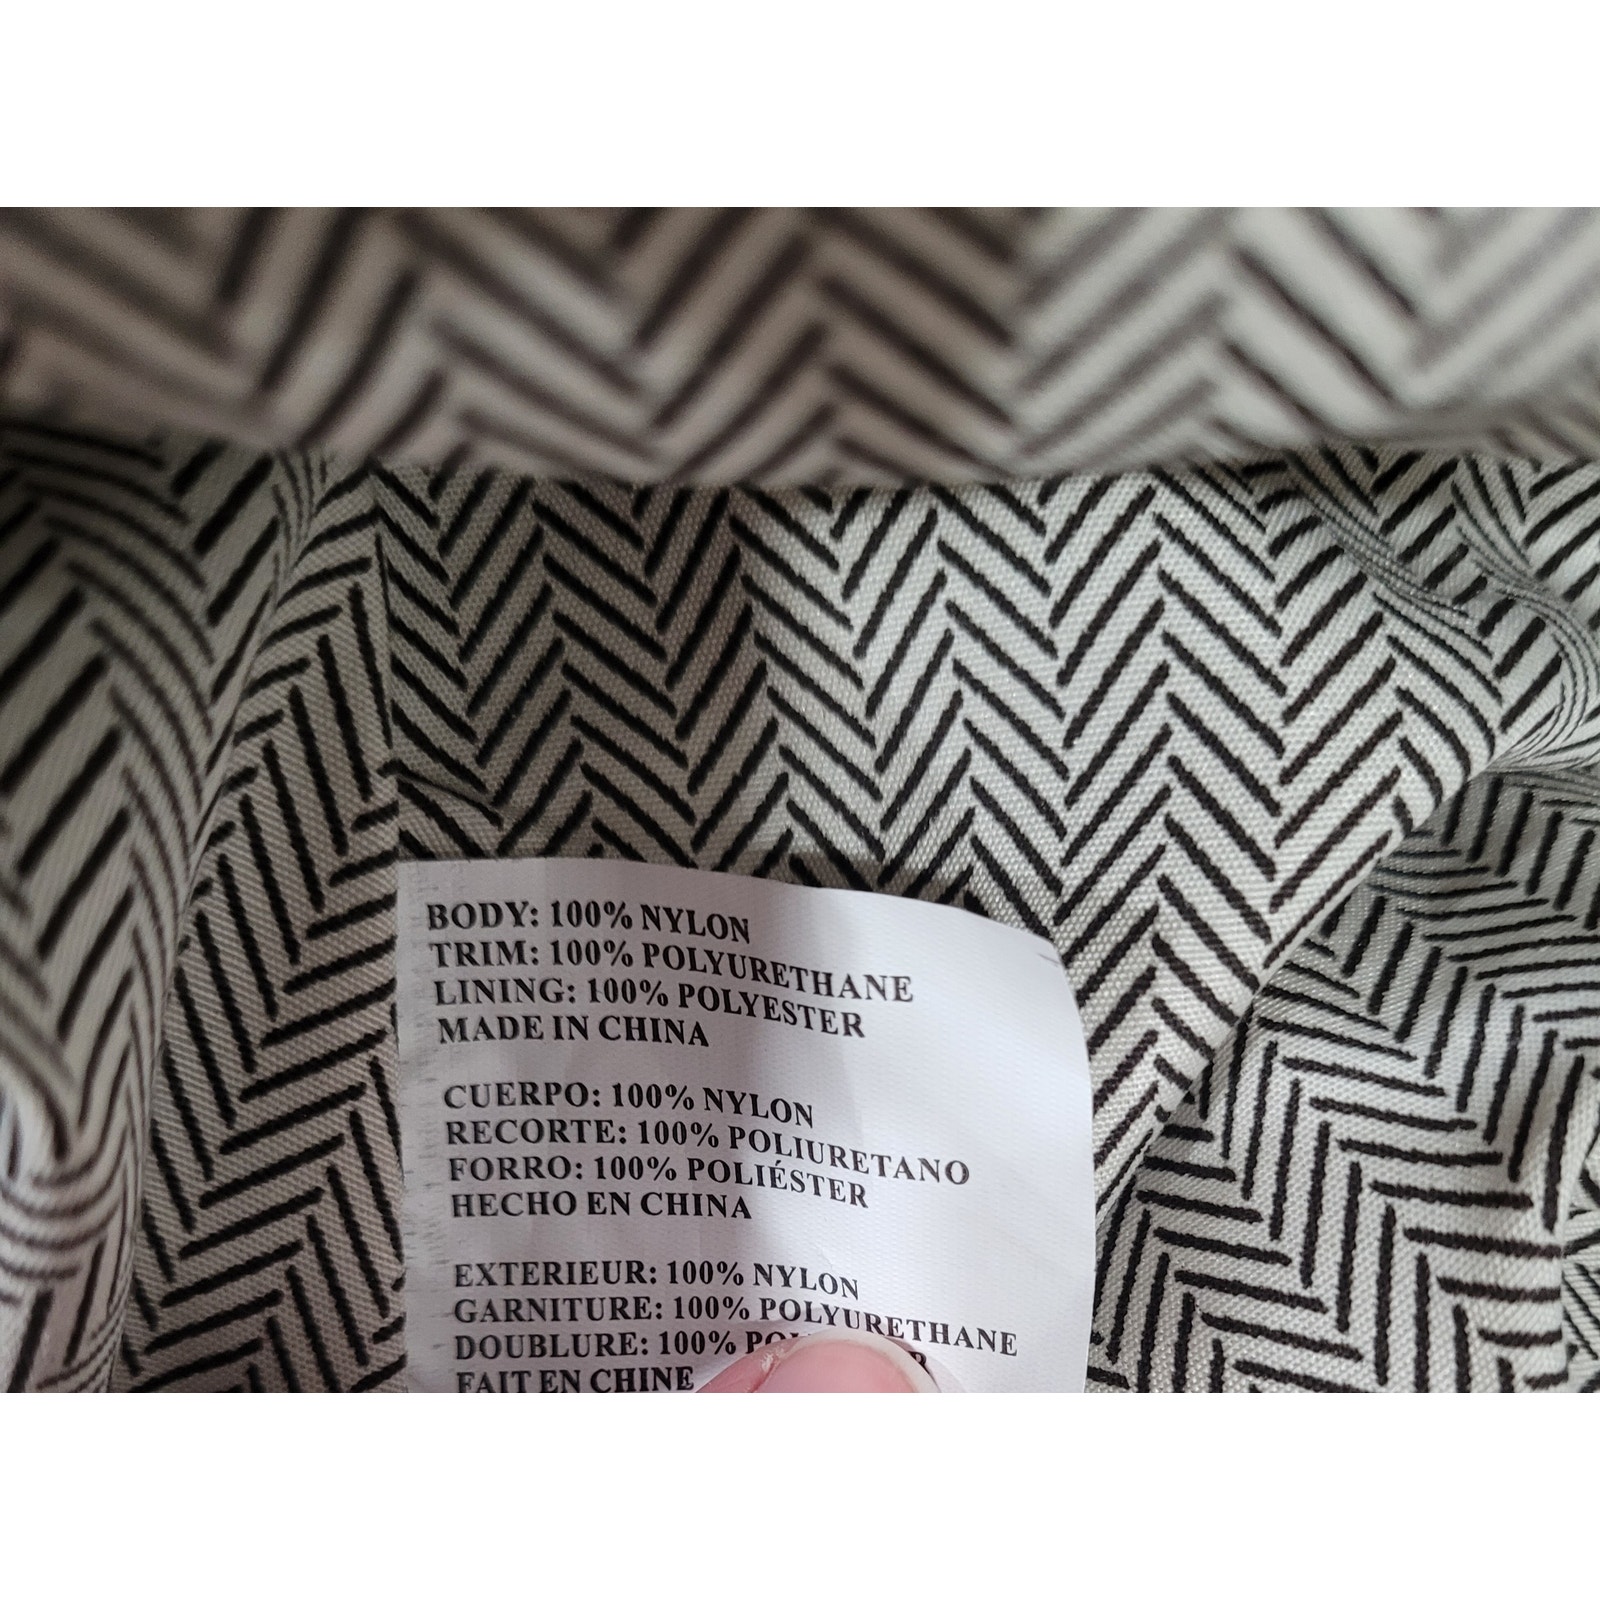 BODY: 100% NYLON
TRIM: 100% POLYURETHANE
LINING: 100% POLYESTER
MADE IN CHINA
CUERPO: 100% NYLON
RECORTE: 100% POLIURETANO
FORRO: 100% POLIÉSTER
HECHO EN CHINA
EXTERIEUR: 100% NYLON
GARNITURE: 100% POLYURETHANE
DOUBLURE: 100%
FAIT EN CHINE